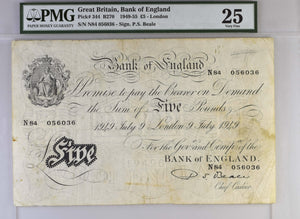 PMG
PAPER MONEY GUARANTY
Great Britain, Bank of England
Pick# 344 B270 1949-55 £5 - London
S/N N84 056036 - Sign. P.S. Beale
25
Very Fine
Bank of England
N84 056036
Promise to pay the Bearer on Demand
the Sum of Five Pounds
1949 July 9 London 9 July 1949
N84 056036
For the Govr. and Compa. of the
BANK OF ENGLAND.
Five
P S Beale
Chief Cashier